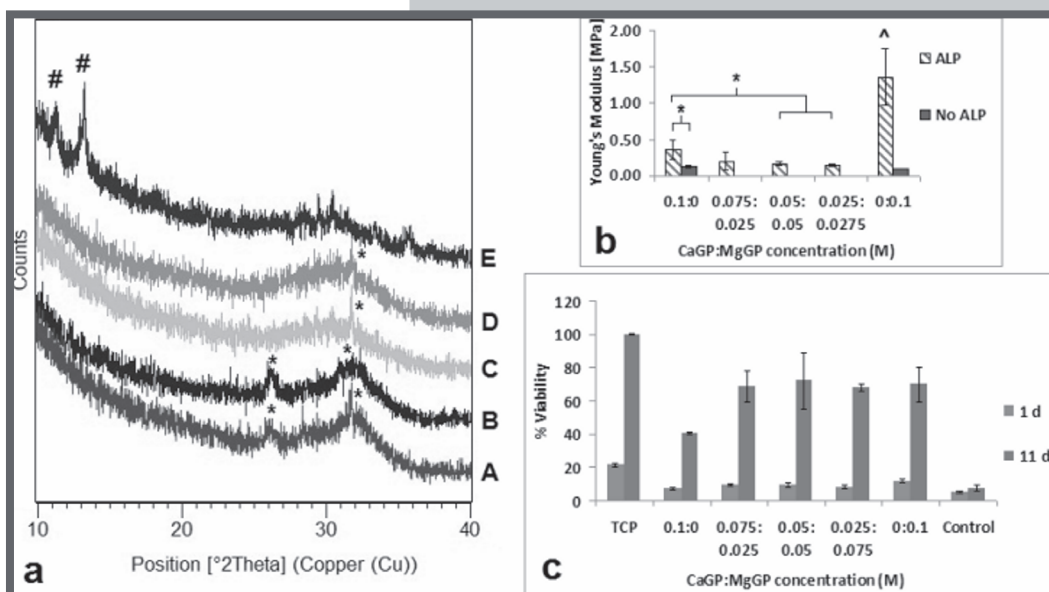 # #
Counts
E
*
D
*
C
* *
B
* *
A
10 20 30 40
Position [°2Theta] (Copper (Cu))
a
Young's Modulus [MPa]
2.00
1.50
1.00
0.50
0.00
*
*
^
ALP
No ALP
0.1:0 0.075: 0.05: 0.025: 0:0.1
0.025 0.05 0.0275
CaGP:MgGP concentration (M)
b
% Viability
120
100
80
60
40
20
0
1 d
11 d
TCP 0.1:0 0.075: 0.05: 0.025: 0:0.1 Control
0.025 0.05 0.075
CaGP:MgGP concentration (M)
c